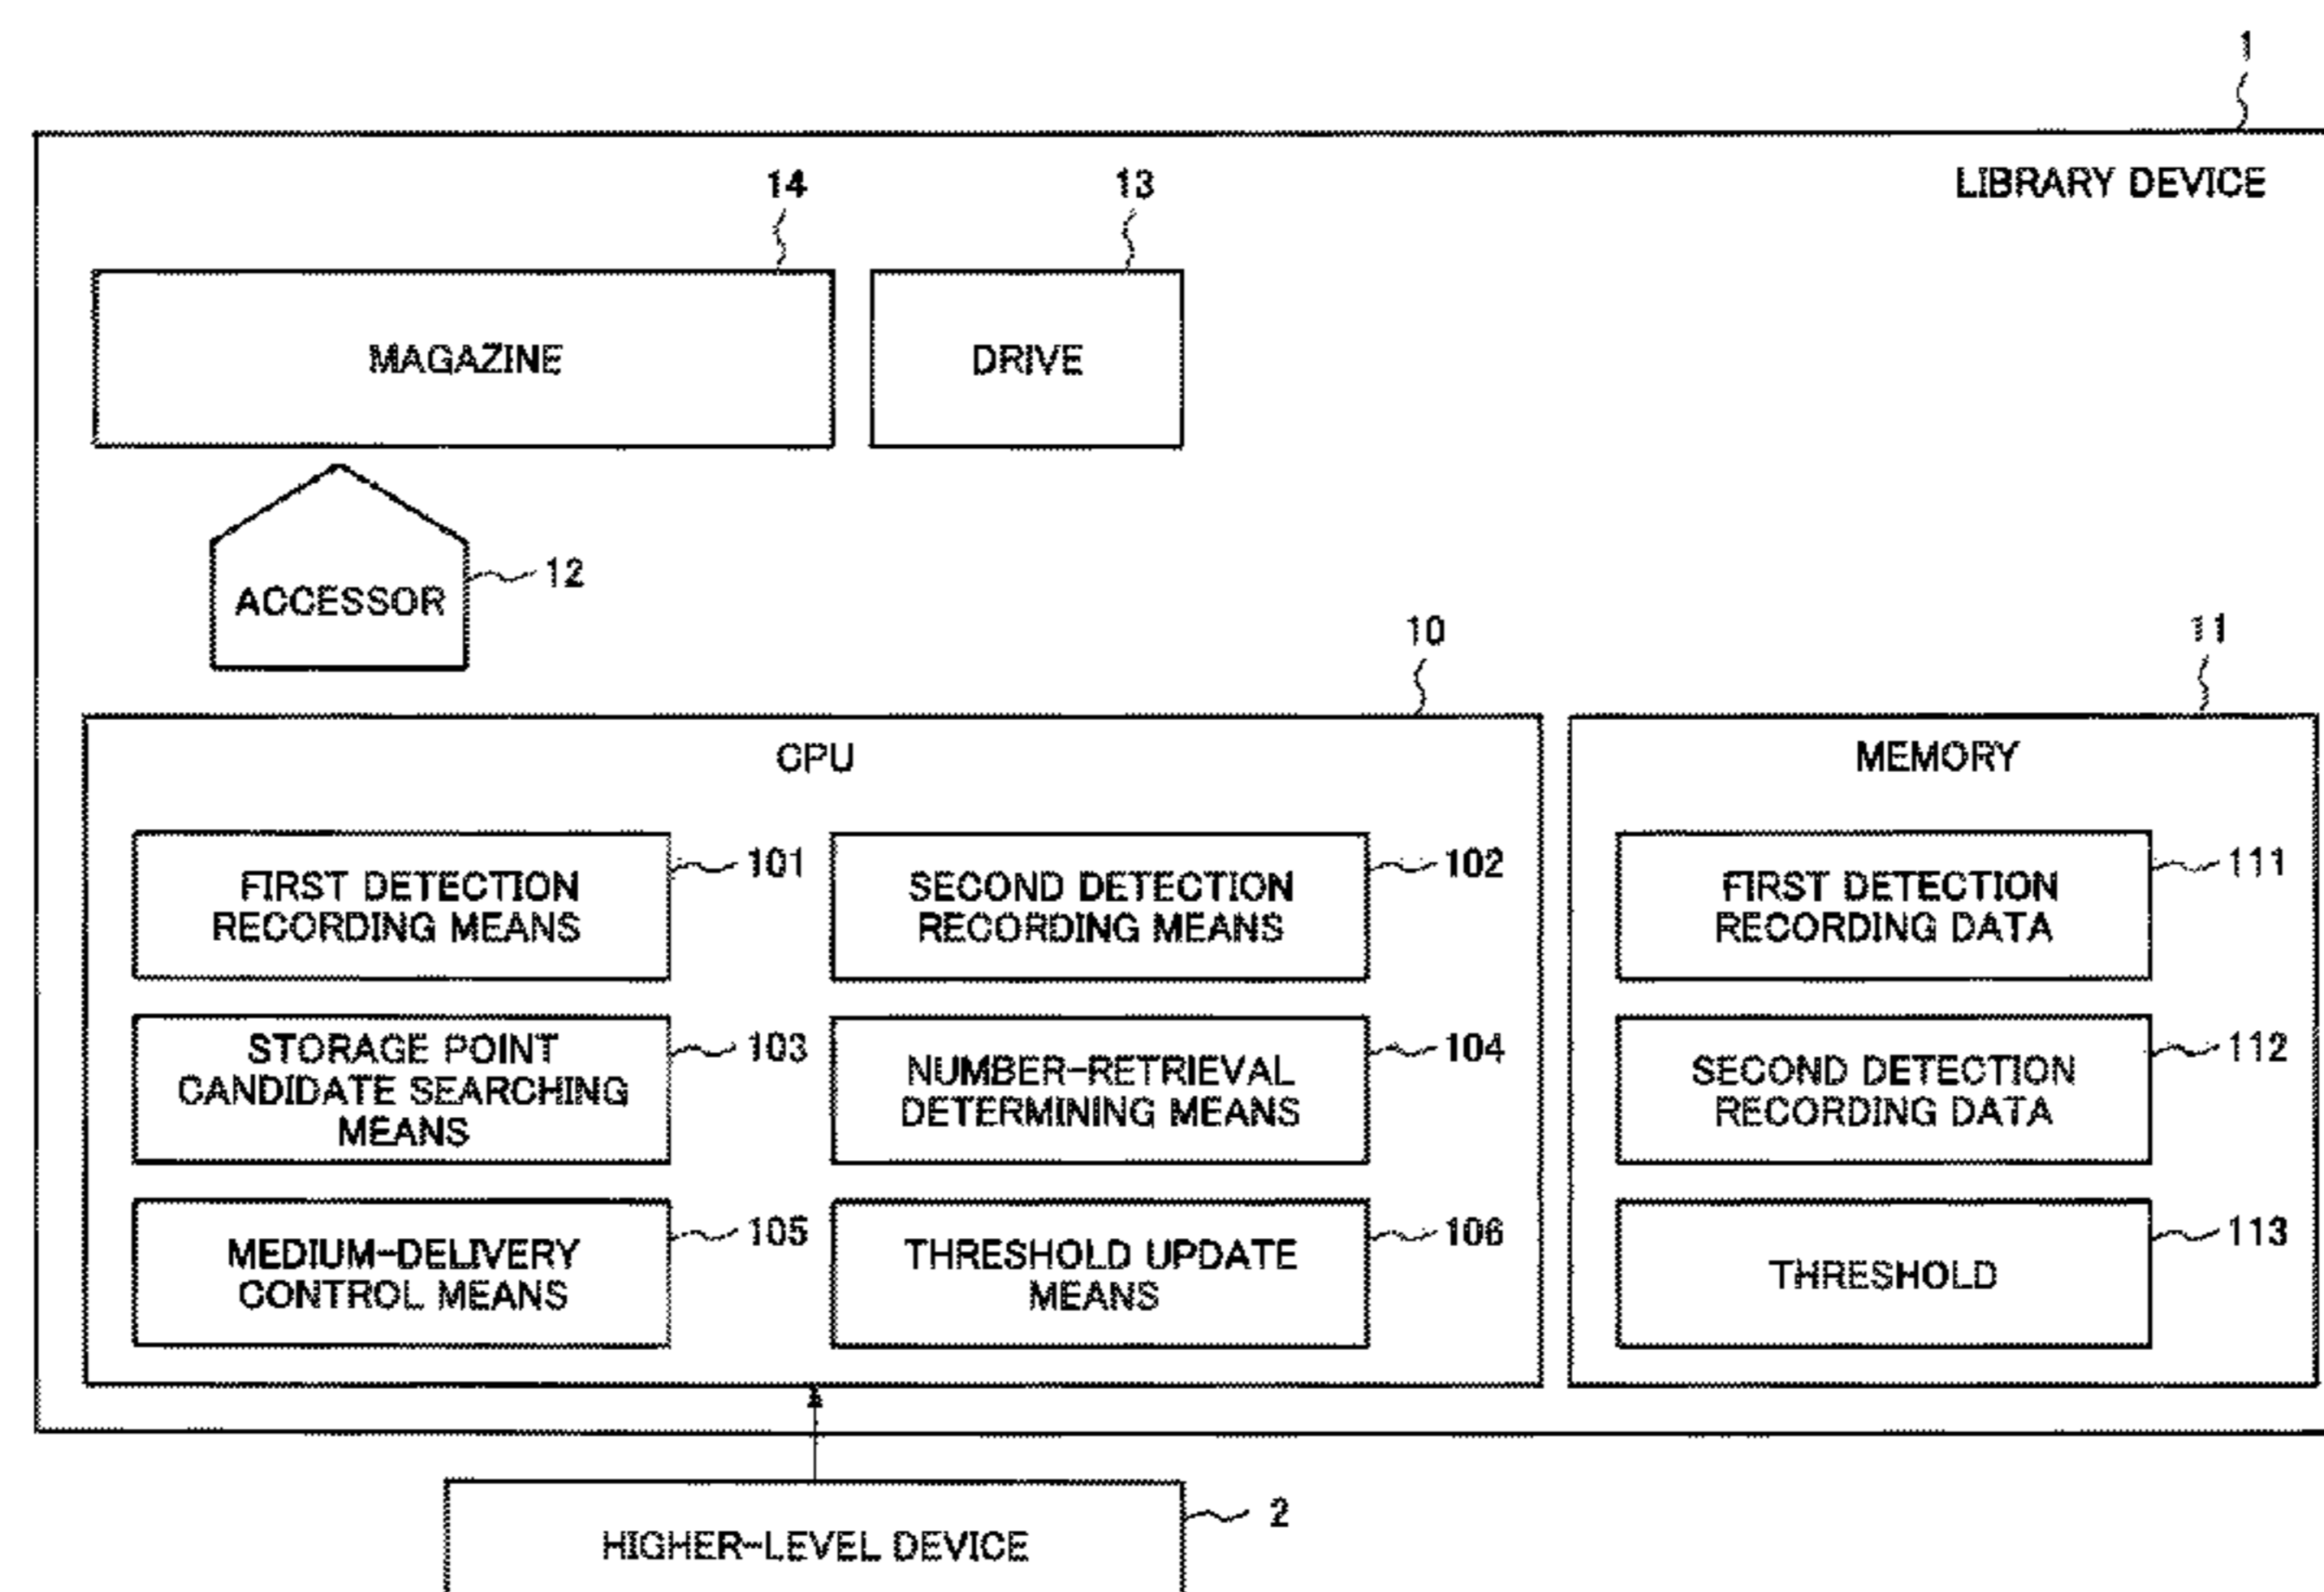 1
LIBRARY DEVICE
14
13
MAGAZINE
DRIVE
12
ACCESSOR
10
11
CPU
MEMORY
FIRST DETECTION
RECORDING MEANS
101
SECOND DETECTION
RECORDING MEANS
102
FIRST DETECTION
RECORDING DATA
111
STORAGE POINT
CANDIDATE SEARCHING
MEANS
103
NUMBER-RETRIEVAL
DETERMINING MEANS
104
SECOND DETECTION
RECORDING DATA
112
MEDIUM-DELIVERY
CONTROL MEANS
105
THRESHOLD UPDATE
MEANS
106
THRESHOLD
113
HIGHER-LEVEL DEVICE
2